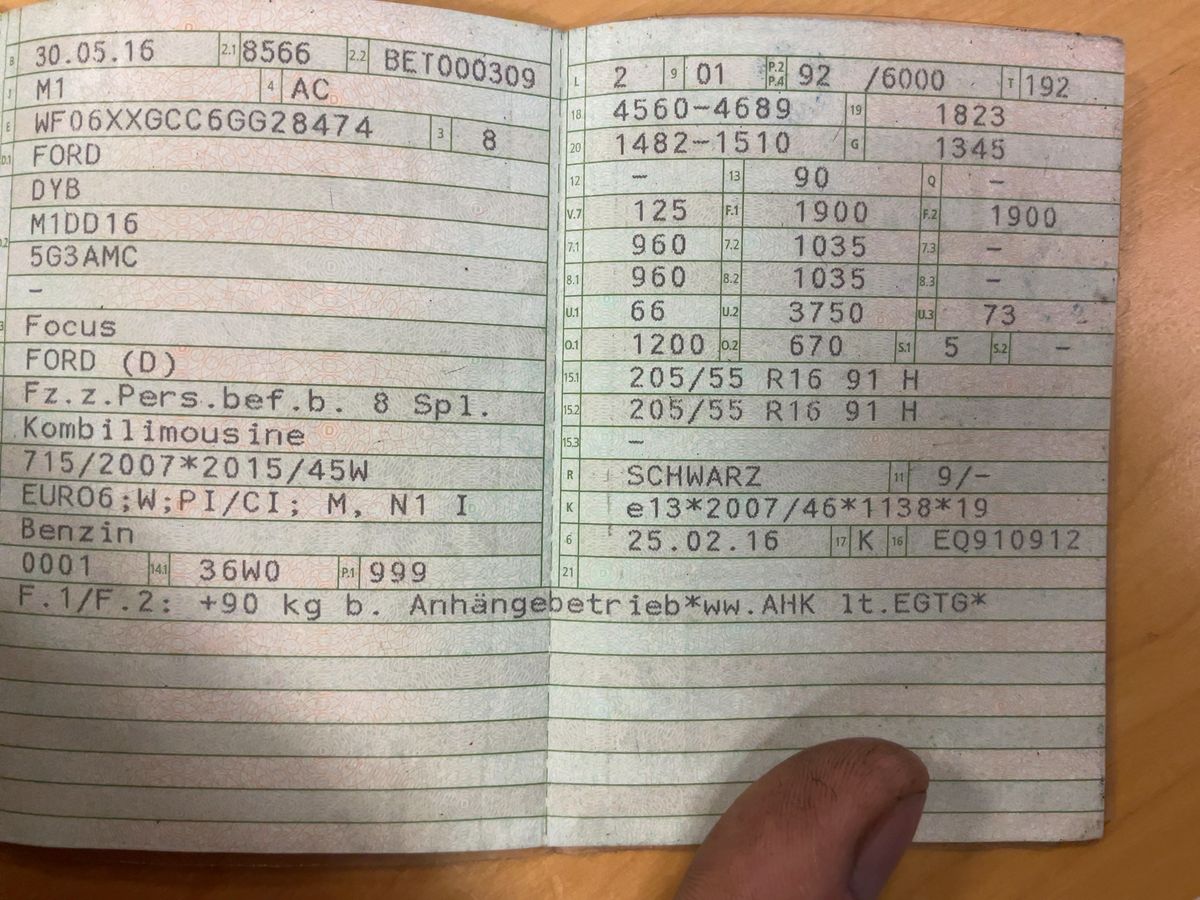 B 30.05.16 2.1 8566 2.2 BET000309
J M1 4 AC
E WF06XXGCC6GG28474 3 8
D.1 FORD
DYB
M1DD16
D.2 5G3AMC
–
3 Focus
FORD (D)
Fz.z.Pers.bef.b. 8 Spl.
Kombilimousine
715/2007*2015/45W
EURO6;W;PI/CI; M, N1 I
Benzin
0001 14.1 36W0 P.1 999
L 2 9 01 P.2 P.4 92 /6000 T 192
18 4560-4689 19 1823
20 1482-1510 G 1345
12 – 13 90 Q –
V.7 125 F.1 1900 F.2 1900
7.1 960 7.2 1035 7.3 –
8.1 960 8.2 1035 8.3 –
U.1 66 U.2 3750 U.3 73
O.1 1200 O.2 670 S.1 5 S.2 –
15.1 205/55 R16 91 H
15.2 205/55 R16 91 H
15.3 –
R SCHWARZ 11 9/-
K e13*2007/46*1138*19
6 25.02.16 17 K 16 EQ910912
21
F.1/F.2: +90 kg b. Anhängebetrieb*ww.AHK lt.EGTG*